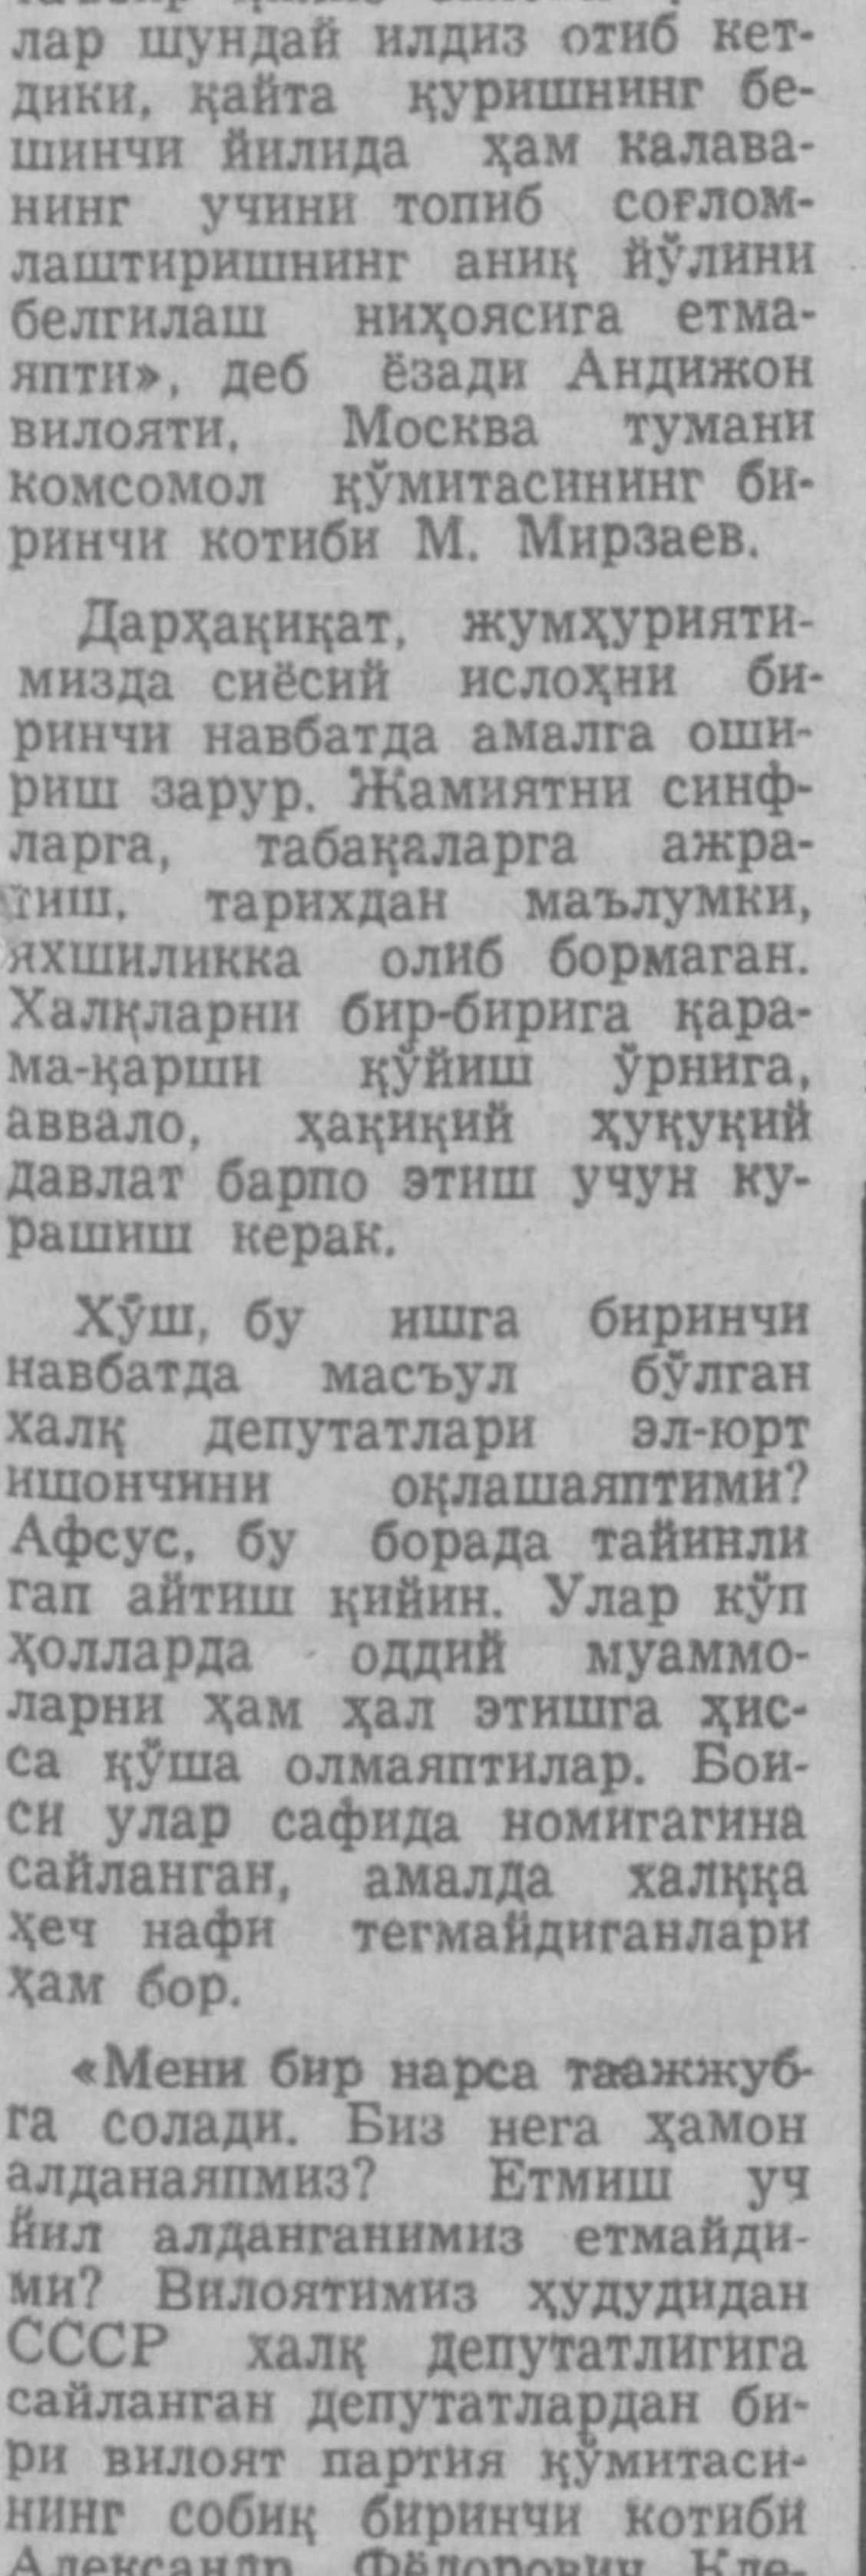 лар шундай илдиз отиб кет-
дики, қайта қуришнинг бе-
шинчи йилида ҳам калава-
нинг учини топиб соғлом-
лаштиришнинг аниқ йўлини
белгилаш ниҳоясига етма-
япти», деб ёзади Андижон
вилояти, Москва тумани
комсомол қўмитасининг би-
ринчи котиби М. Мирзаев.
Дарҳақиқат, жумҳурияти-
мизда сиёсий ислоҳни би-
ринчи навбатда амалга оши-
риш зарур. Жамиятни синф-
ларга, табақаларга ажра-
тиш, тарихдан маълумки,
яхшиликка олиб бормаган.
Халқларни бир-бирига қара-
ма-қарши қўйиш ўрнига,
аввало, ҳақиқий ҳуқуқий
давлат барпо этиш учун ку-
рашиш керак.
Хўш, бу ишга биринчи
навбатда масъул бўлган
халқ депутатлари эл-юрт
ишончини оқлашаяптими?
Афсус, бу борада тайинли
гап айтиш қийин. Улар кўп
ҳолларда оддий муаммо-
ларни ҳам ҳал этишга ҳис-
са қўша олмаяптилар. Бои-
си улар сафида номигагина
сайланган, амалда халққа
ҳеч нафи тегмайдиганлари
ҳам бор.
«Мени бир нарса таажжуб-
га солади. Биз нега ҳамон
алданаяпмиз? Етмиш уч
йил алданганимиз етмайди-
ми? Вилоятимиз ҳудудидан
СССР халқ депутатлигига
сайланган депутатлардан би-
ри вилоят партия қўмитаси-
нинг собиқ биринчи котиби
Александр Фёдорович Кле-